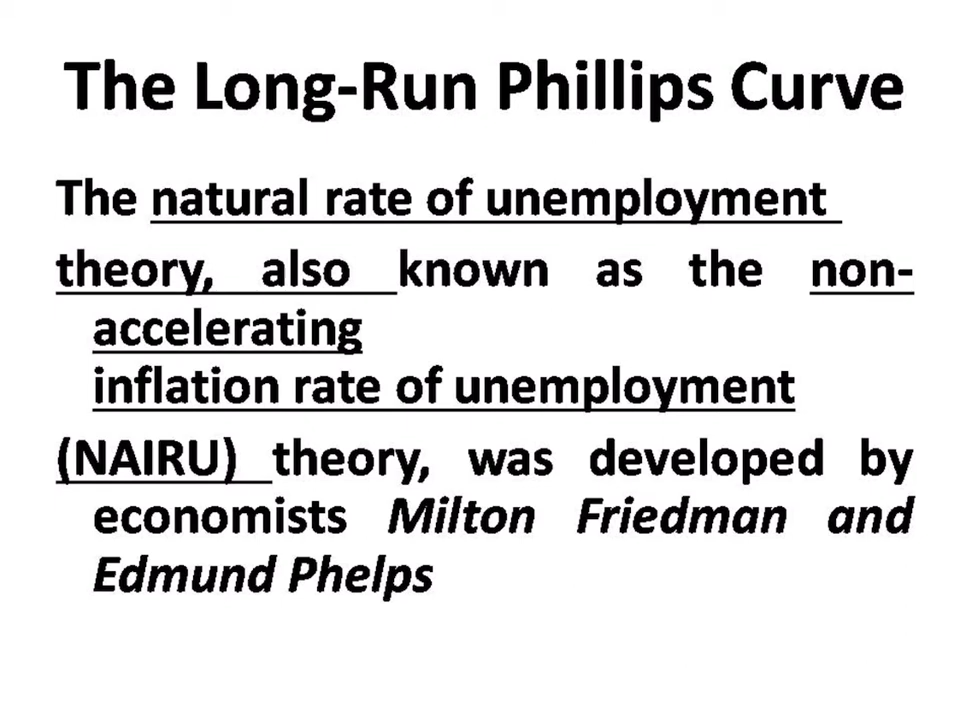 The Long-Run Phillips Curve
The natural rate of unemployment
theory, also known as the non-
accelerating
inflation rate of unemployment
(NAIRU) theory, was developed by
economists Milton Friedman and
Edmund Phelps